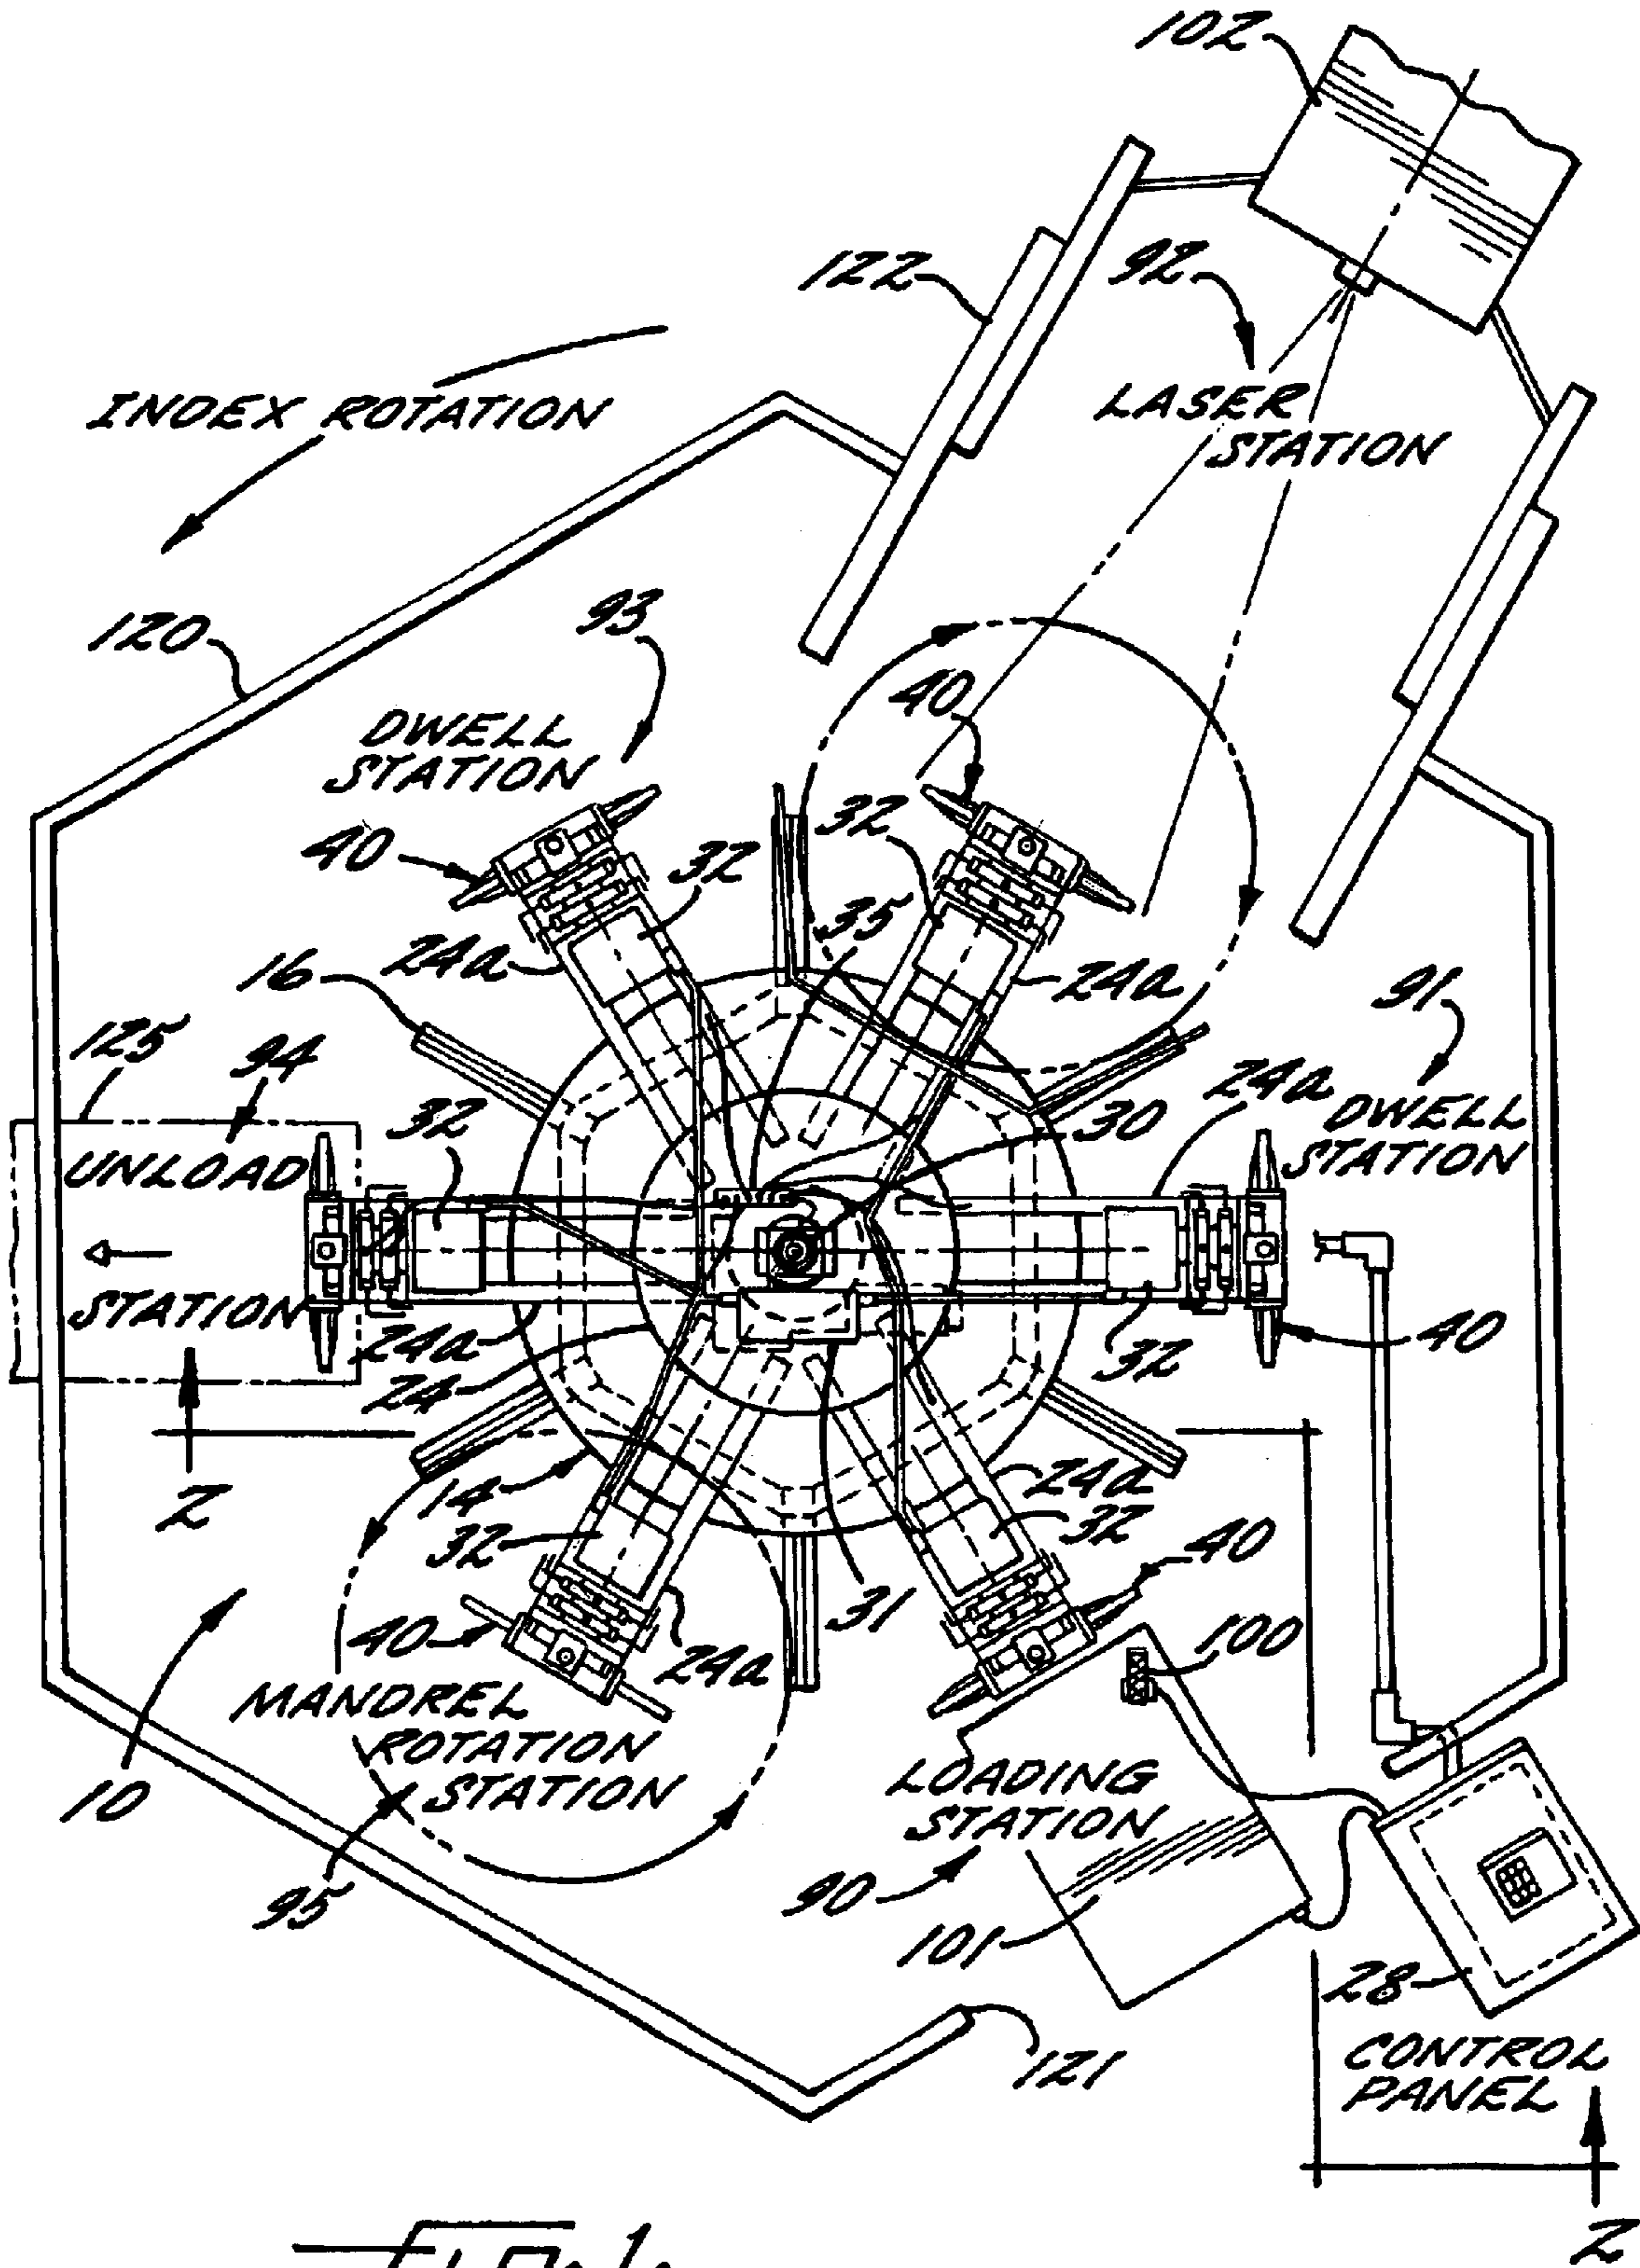 102
122
92
INDEX ROTATION
LASER
STATION
120
93
40
DWELL
STATION
32
40
32
35
24a
24a
16
91
125
94
24a
32
30
DWELL
STATION
UNLOAD
STATION
40
24a
32
24
14
24a
2
32
32
40
31
40
24a
100
MANDREL
ROTATION
STATION
10
LOADING
STATION
95
90
101
28
121
CONTROL
PANEL
2
Fig. 1.